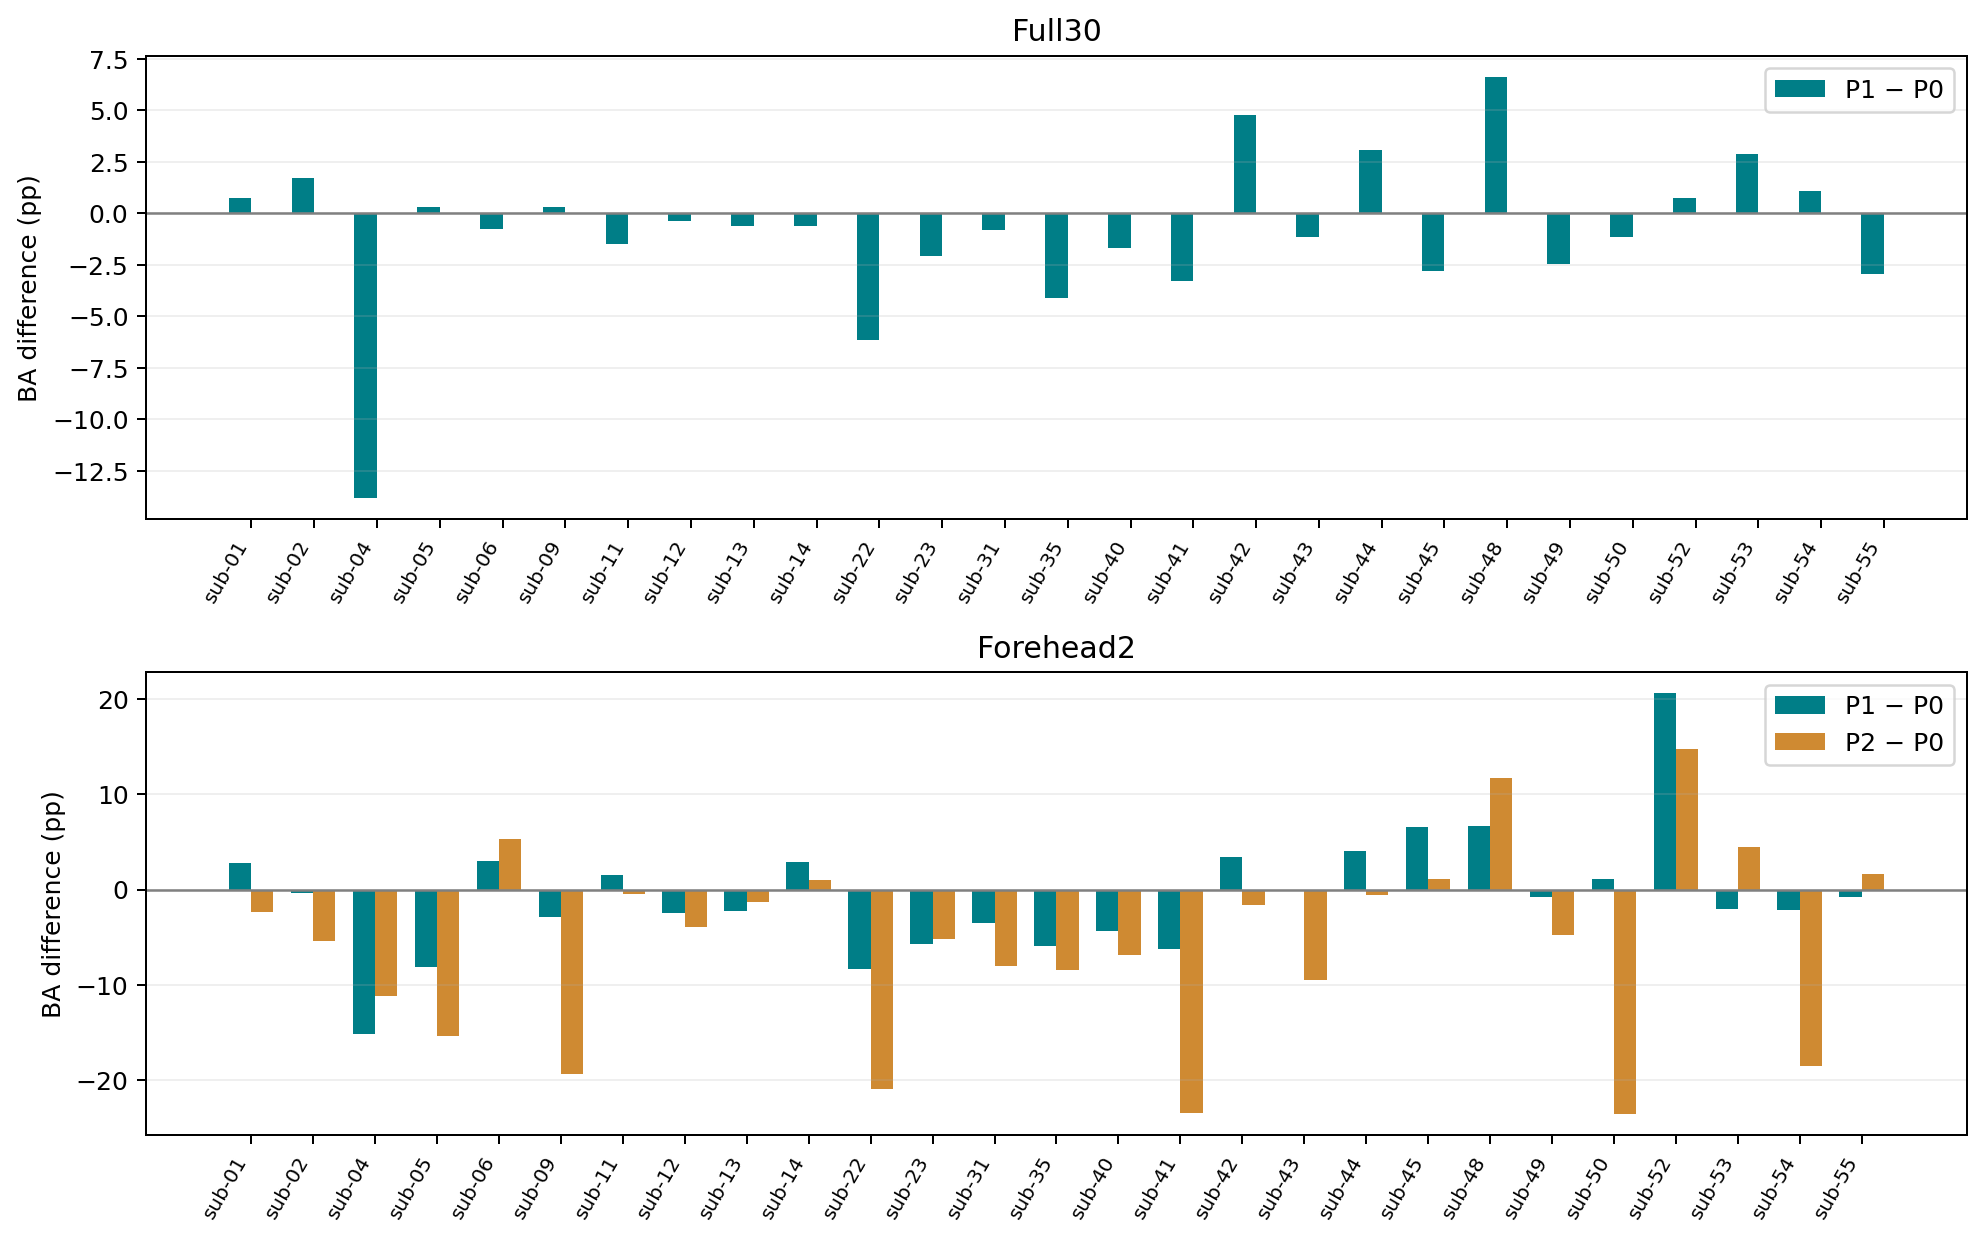 Full30
BA difference (pp)
7.5
5.0
2.5
0.0
−2.5
−5.0
−7.5
−10.0
−12.5
P1 − P0
sub-01 sub-02 sub-04 sub-05 sub-06 sub-09 sub-11 sub-12 sub-13 sub-14 sub-22 sub-23 sub-31 sub-35 sub-40 sub-41 sub-42 sub-43 sub-44 sub-45 sub-48 sub-49 sub-50 sub-52 sub-53 sub-54 sub-55
Forehead2
BA difference (pp)
20
10
0
−10
−20
P1 − P0
P2 − P0
sub-01 sub-02 sub-04 sub-05 sub-06 sub-09 sub-11 sub-12 sub-13 sub-14 sub-22 sub-23 sub-31 sub-35 sub-40 sub-41 sub-42 sub-43 sub-44 sub-45 sub-48 sub-49 sub-50 sub-52 sub-53 sub-54 sub-55